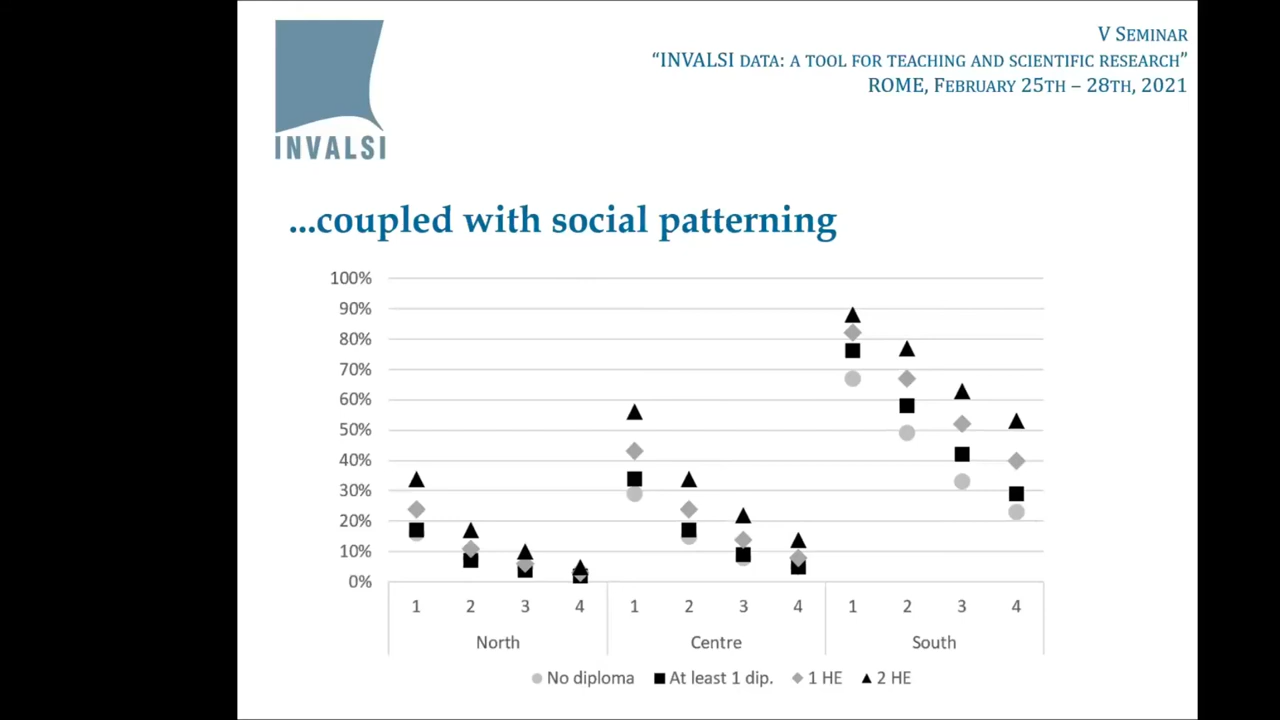 V SEMINAR
“INVALSI DATA: A TOOL FOR TEACHING AND SCIENTIFIC RESEARCH”
ROME, FEBRUARY 25TH – 28TH, 2021
INVALSI
...coupled with social patterning
100%
90%
80%
70%
60%
50%
40%
30%
20%
10%
0%
1 2 3 4 1 2 3 4 1 2 3 4
North Centre South
No diploma At least 1 dip. 1 HE 2 HE